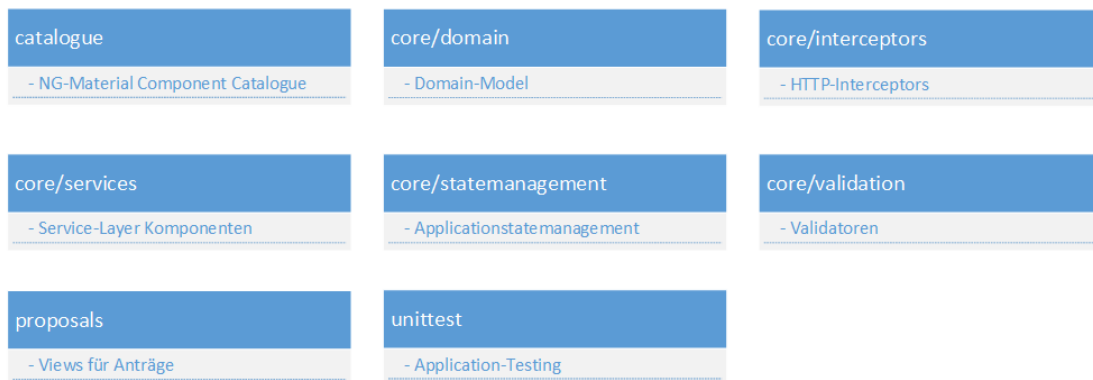 catalogue
- NG-Material Component Catalogue
core/domain
- Domain-Model
core/interceptors
- HTTP-Interceptors
core/services
- Service-Layer Komponenten
core/statemanagement
- Applicationstatemanagement
core/validation
- Validatoren
proposals
- Views für Anträge
unittest
- Application-Testing